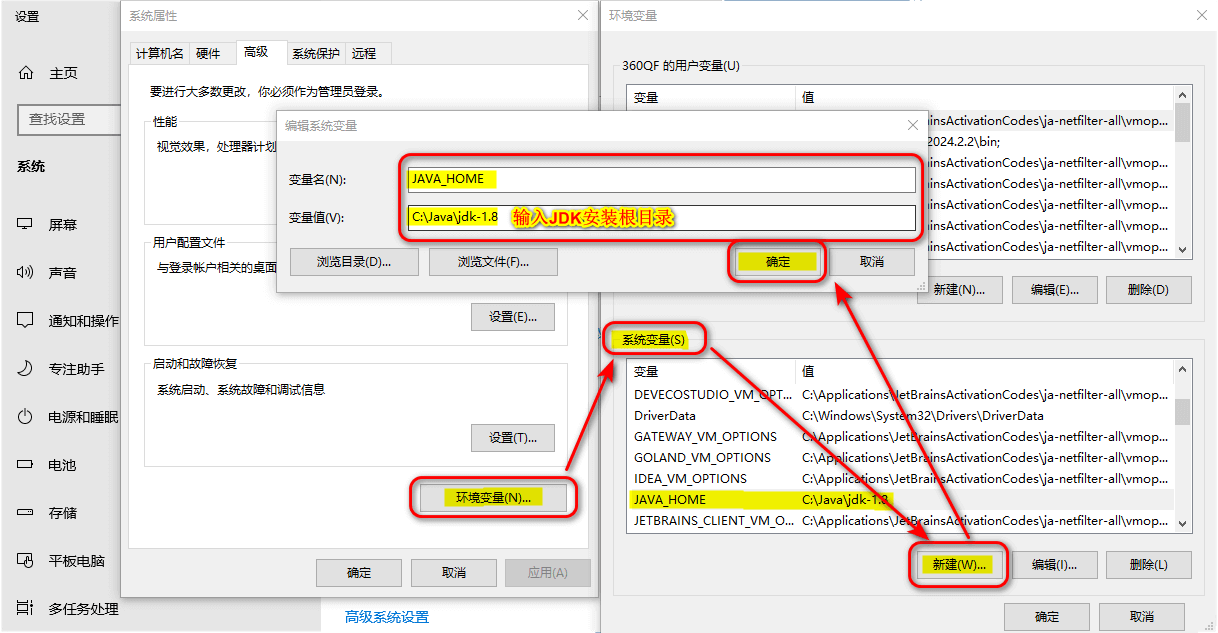 设置
主页
查找设置
系统
屏幕
声音
通知和操作
专注助手
电源和睡眠
电池
存储
平板电脑
多任务处理
高级系统设置
系统属性
计算机名
硬件
高级
系统保护
远程
要进行大多数更改，你必须作为管理员登录。
性能
视觉效果，处理器计划
用户配置文件
与登录帐户相关的桌面
设置(E)...
启动和故障恢复
系统启动、系统故障和调试信息
设置(T)...
环境变量(N)...
确定
取消
应用(A)
编辑系统变量
变量名(N):
JAVA_HOME
变量值(V):
C:\Java\jdk-1.8
输入JDK安装根目录
浏览目录(D)...
浏览文件(F)...
确定
取消
环境变量
360QF 的用户变量(U)
变量 值
ainsActivationCodes\ja-netfilter-all\vmop...
2024.2.2\bin;
ainsActivationCodes\ja-netfilter-all\vmop...
ainsActivationCodes\ja-netfilter-all\vmop...
ainsActivationCodes\ja-netfilter-all\vmop...
ainsActivationCodes\ja-netfilter-all\vmop...
ainsActivationCodes\ja-netfilter-all\vmop...
新建(N)...
编辑(E)...
删除(D)
系统变量(S)
变量 值
DEVECOSTUDIO_VM_OPT... C:\Applications\JetBrainsActivationCodes\ja-netfilter-all\vmop...
DriverData C:\Windows\System32\Drivers\DriverData
GATEWAY_VM_OPTIONS C:\Applications\JetBrainsActivationCodes\ja-netfilter-all\vmop...
GOLAND_VM_OPTIONS C:\Applications\JetBrainsActivationCodes\ja-netfilter-all\vmop...
IDEA_VM_OPTIONS C:\Applications\JetBrainsActivationCodes\ja-netfilter-all\vmop...
JAVA_HOME C:\Java\jdk-1.8
JETBRAINS_CLIENT_VM_O... C:\Applications\JetBrainsActivationCodes\ja-netfilter-all\vmop...
新建(W)...
编辑(I)...
删除(L)
确定
取消